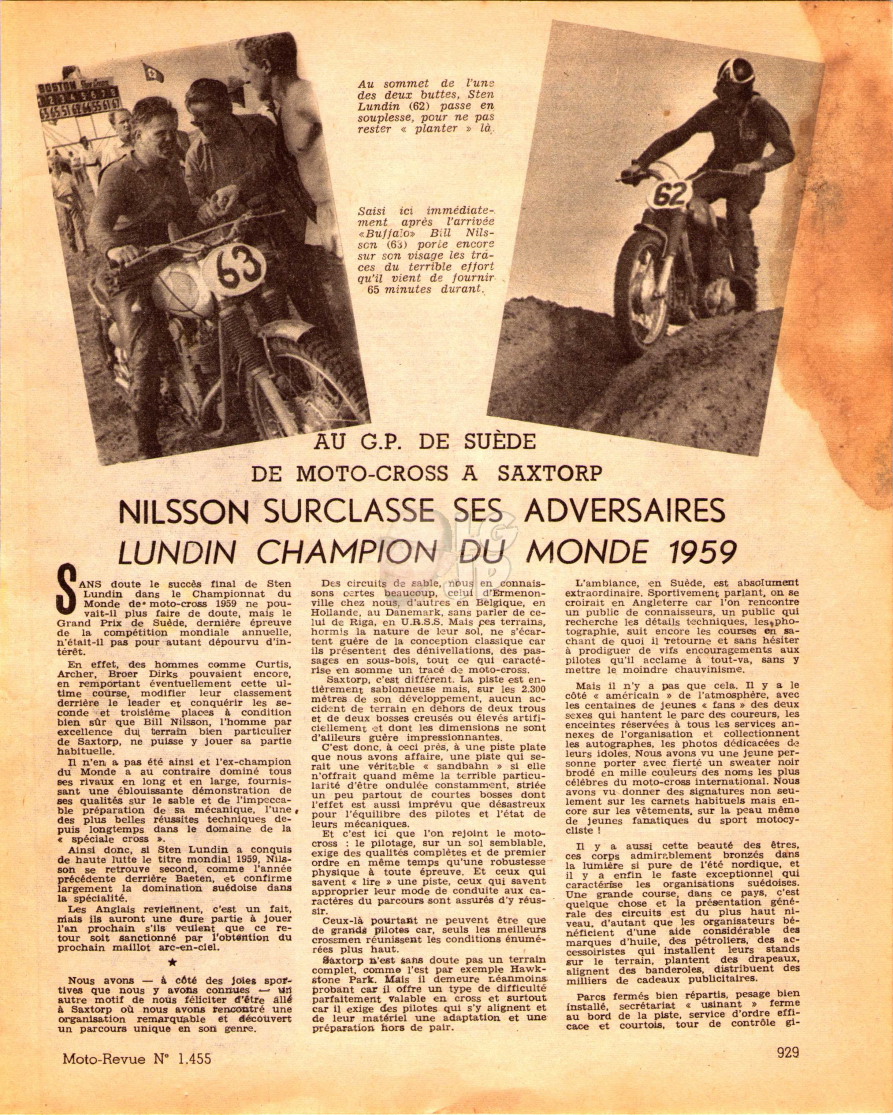 BOSTON
63
62
Au sommet de l'une
des deux buttes, Sten
Lundin (62) passe en
souplesse, pour ne pas
rester « planter » là.
Saisi ici immédiate-
ment après l'arrivée
«Buffalo» Bill Nils-
son (63) porte encore
sur son visage les tra-
ces du terrible effort
qu'il vient de fournir
65 minutes durant.
AU G.P. DE SUÈDE
DE MOTO-CROSS A SAXTORP
NILSSON SURCLASSE SES ADVERSAIRES
LUNDIN CHAMPION DU MONDE 1959
SANS doute le succès final de Sten
Lundin dans le Championnat du
Monde de moto-cross 1959 ne pou-
vait-il plus faire de doute, mais le
Grand Prix de Suède, dernière épreuve
de la compétition mondiale annuelle,
n'était-il pas pour autant dépourvu d'in-
térêt.
En effet, des hommes comme Curtis,
Archer, Broer Dirks pouvaient encore,
en remportant éventuellement cette ul-
time course, modifier leur classement
derrière le leader et conquérir les se-
conde et troisième places à condition
bien sûr que Bill Nilsson, l'homme par
excellence du terrain bien particulier
de Saxtorp, ne puisse y jouer sa partie
habituelle.
Il n'en a pas été ainsi et l'ex-champion
du Monde a au contraire dominé tous
ses rivaux en long et en large, fournis-
sant une éblouissante démonstration de
ses qualités sur le sable et de l'impecca-
ble préparation de sa mécanique, l'une
des plus belles réussites techniques de-
puis longtemps dans le domaine de la
« spéciale cross ».
Ainsi donc, si Sten Lundin a conquis
de haute lutte le titre mondial 1959, Nils-
son se retrouve second, comme l'année
précédente derrière Baeten, et confirme
largement la domination suédoise dans
la spécialité.
Les Anglais reviennent, c'est un fait,
mais ils auront une dure partie à jouer
l'an prochain s'ils veulent que ce re-
tour soit sanctionné par l'obtention du
prochain maillot arc-en-ciel.
★
Nous avons — à côté des joies spor-
tives que nous y avons connues — un
autre motif de nous féliciter d'être allé
à Saxtorp où nous avons rencontré une
organisation remarquable et découvert
un parcours unique en son genre.
Des circuits de sable, nous en connais-
sons certes beaucoup, celui d'Ermenon-
ville chez nous, d'autres en Belgique, en
Hollande, au Danemark, sans parler de ce-
lui de Riga, en U.R.S.S. Mais ces terrains,
hormis la nature de leur sol, ne s'écar-
tent guère de la conception classique car
ils présentent des dénivellations, des pas-
sages en sous-bois, tout ce qui caracté-
rise en somme un tracé de moto-cross.
Saxtorp, c'est différent. La piste est en-
tièrement sablonneuse mais, sur les 2.300
mètres de son développement, aucun ac-
cident de terrain en dehors de deux trous
et de deux bosses creusés ou élevés artifi-
ciellement et dont les dimensions ne sont
d'ailleurs guère impressionnantes.
C'est donc, à ceci près, à une piste plate
que nous avons affaire, une piste qui se-
rait une véritable « sandbahn » si elle
n'offrait quand même la terrible particu-
larité d'être ondulée constamment, striée
un peu partout de courtes bosses dont
l'effet est aussi imprévu que désastreux
pour l'équilibre des pilotes et l'état de
leurs mécaniques.
Et c'est ici que l'on rejoint le moto-
cross : le pilotage, sur un sol semblable,
exige des qualités complètes et de premier
ordre en même temps qu'une robustesse
physique à toute épreuve. Et ceux qui
savent « lire » une piste, ceux qui savent
approprier leur mode de conduite aux ca-
ractères du parcours sont assurés d'y réus-
sir.
Ceux-là pourtant ne peuvent être que
de grands pilotes car, seuls les meilleurs
crossmen réunissent les conditions énumé-
rées plus haut.
Saxtorp n'est sans doute pas un terrain
complet, comme l'est par exemple Hawk-
stone Park. Mais il demeure néanmoins
probant car il offre un type de difficulté
parfaitement valable en cross et surtout
car il exige des pilotes qui s'y alignent et
de leur matériel une adaptation et une
préparation hors de pair.
L'ambiance, en Suède, est absolument
extraordinaire. Sportivement parlant, on se
croirait en Angleterre car l'on rencontre
un public de connaisseurs, un public qui
recherche les détails techniques, les pho-
tographie, suit encore les courses en sa-
chant de quoi il retourne et sans hésiter
à prodiguer de vifs encouragements aux
pilotes qu'il acclame à tout-va, sans y
mettre le moindre chauvinisme.
Mais il n'y a pas que cela. Il y a le
côté « américain » de l'atmosphère, avec
les centaines de jeunes « fans » des deux
sexes qui hantent le parc des coureurs, les
enceintes réservées à tous les services an-
nexes de l'organisation et collectionnent
les autographes, les photos dédicacées de
leurs idoles. Nous avons vu une jeune per-
sonne porter avec fierté un sweater noir
brodé en mille couleurs des noms les plus
célèbres du moto-cross international. Nous
avons vu donner des signatures non seu-
lement sur les carnets habituels mais en-
core sur les vêtements, sur la peau même
de jeunes fanatiques du sport motocy-
cliste !
Il y a aussi cette beauté des êtres,
ces corps admirablement bronzés dans
la lumière si pure de l'été nordique, et
il y a enfin le faste exceptionnel qui
caractérise les organisations suédoises.
Une grande course, dans ce pays, c'est
quelque chose et la présentation géné-
rale des circuits est du plus haut ni-
veau, d'autant que les organisateurs bé-
néficient d'une aide considérable des
marques d'huile, des pétroliers, des ac-
cessoiristes qui installent leurs stands
sur le terrain, plantent des drapeaux,
alignent des banderoles, distribuent des
milliers de cadeaux publicitaires.
Parcs fermés bien répartis, pesage bien
installé, secrétariat « usinant » ferme
au bord de la piste, service d'ordre effi-
cace et courtois, tour de contrôle gi-
Moto-Revue N° 1.455
929